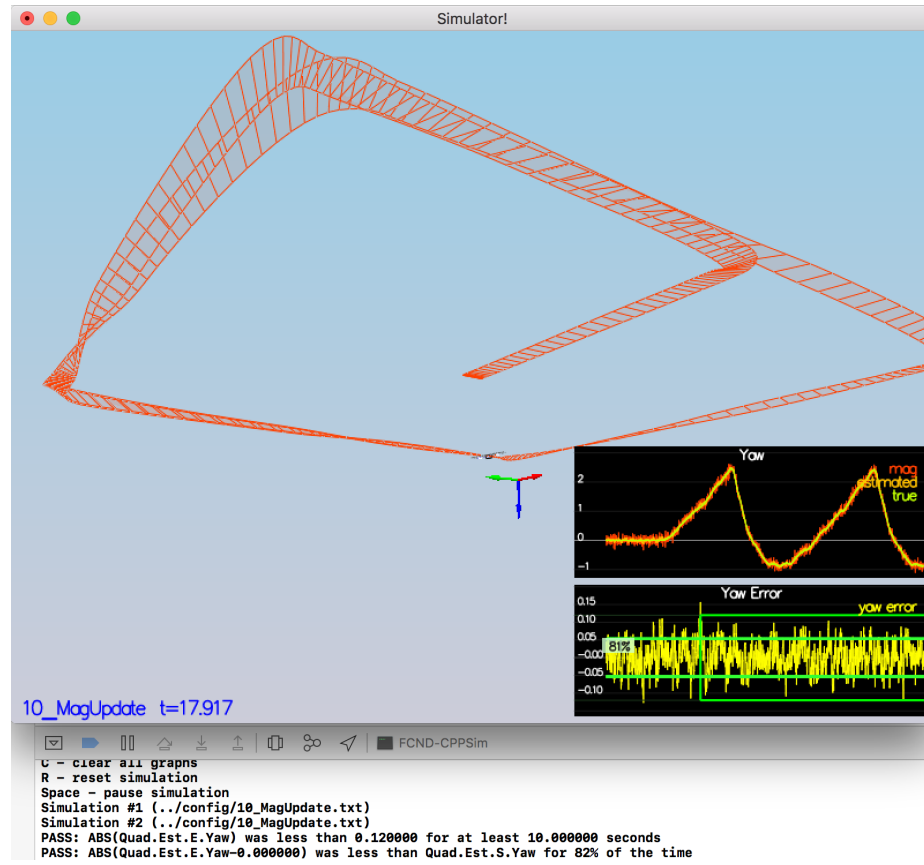 Simulator!
Yaw
mag
estimated
true
2
1
0
-1
Yaw Error
yaw error
0.15
0.10
0.05
-0.00
-0.05
-0.10
81%
10_MagUpdate t=17.917
FCND-CPPSim
C - clear all graphs
R - reset simulation
Space - pause simulation
Simulation #1 (../config/10_MagUpdate.txt)
Simulation #2 (../config/10_MagUpdate.txt)
PASS: ABS(Quad.Est.E.Yaw) was less than 0.120000 for at least 10.000000 seconds
PASS: ABS(Quad.Est.E.Yaw-0.000000) was less than Quad.Est.S.Yaw for 82% of the time